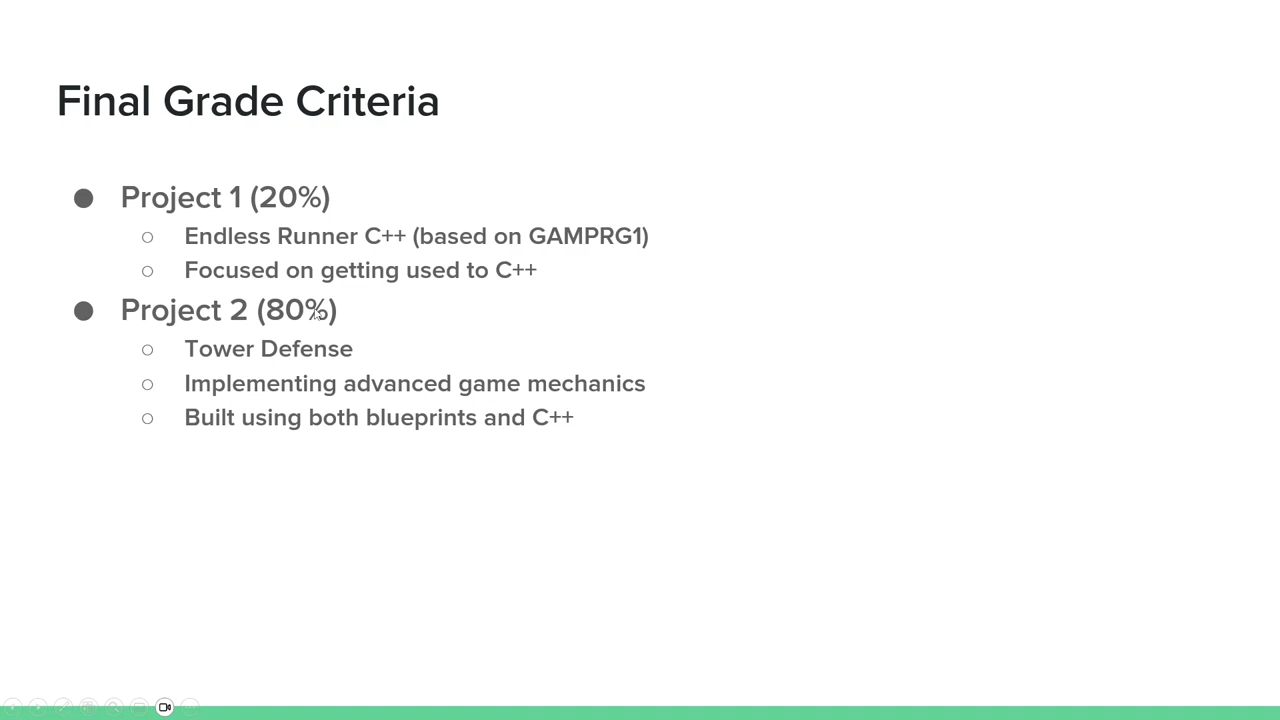 Final Grade Criteria
● Project 1 (20%)
○ Endless Runner C++ (based on GAMPRG1)
○ Focused on getting used to C++
● Project 2 (80%)
○ Tower Defense
○ Implementing advanced game mechanics
○ Built using both blueprints and C++